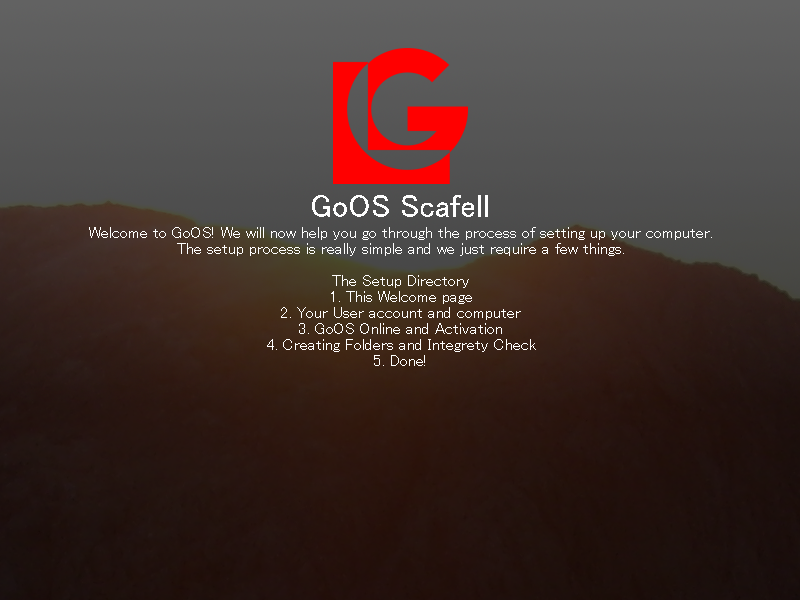 G
GoOS Scafell
Welcome to GoOS! We will now help you go through the process of setting up your computer.
The setup process is really simple and we just require a few things.
The Setup Directory
1. This Welcome page
2. Your User account and computer
3. GoOS Online and Activation
4. Creating Folders and Integrety Check
5. Done!